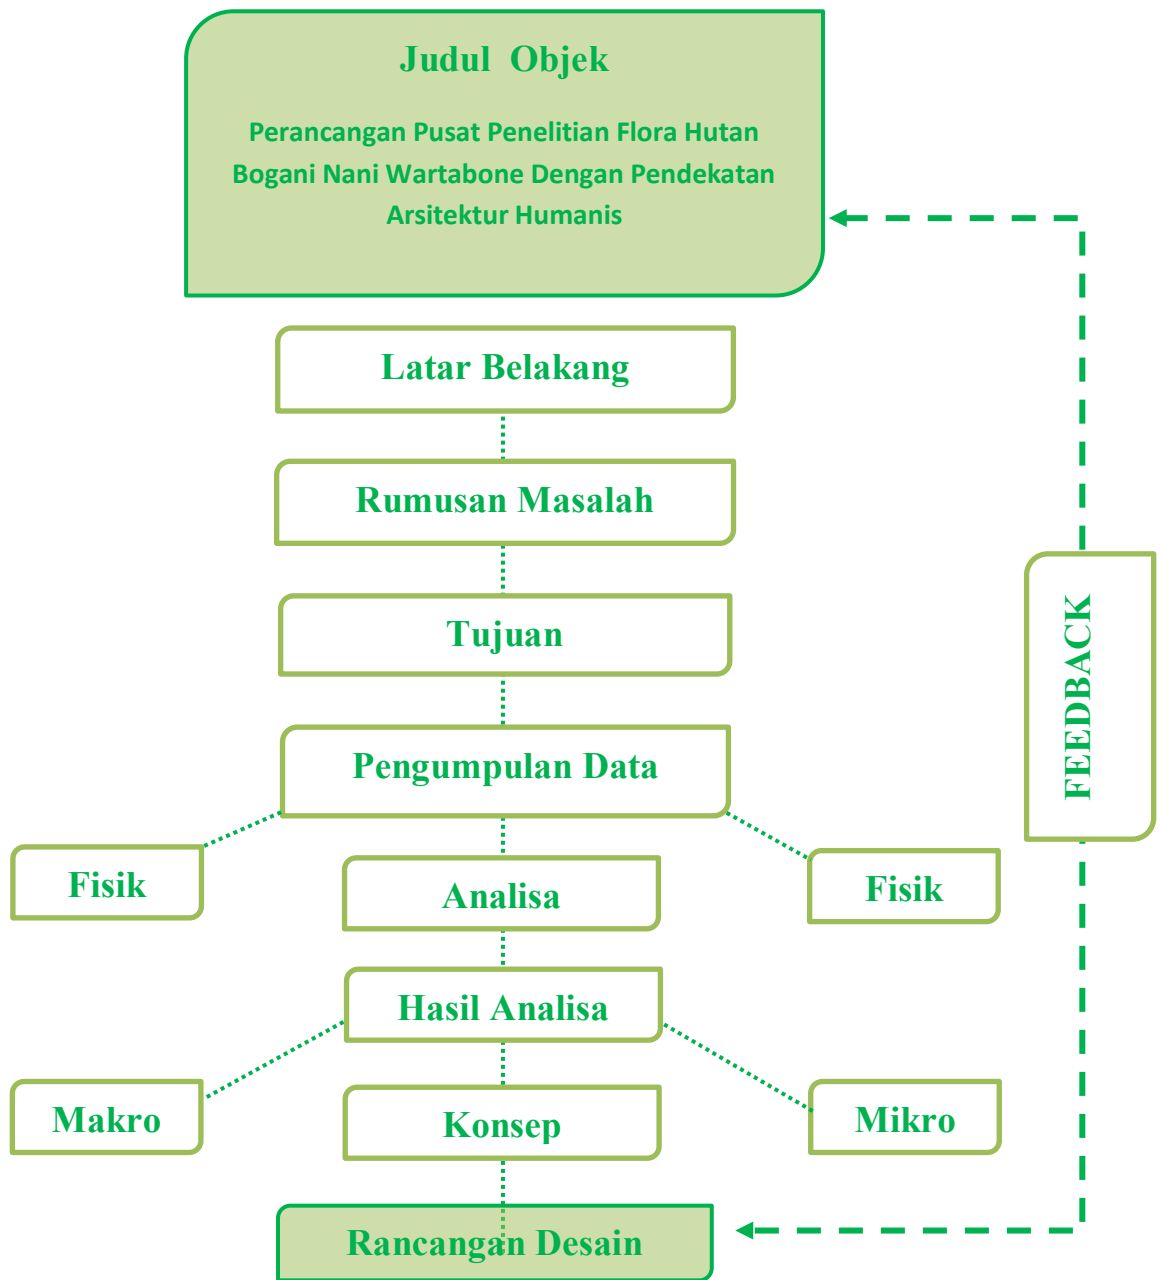 Judul Objek
Perancangan Pusat Penelitian Flora Hutan
Bogani Nani Wartabone Dengan Pendekatan
Arsitektur Humanis
Latar Belakang
Rumusan Masalah
Tujuan
FEEDBACK
Pengumpulan Data
Fisik
Analisa
Fisik
Hasil Analisa
Makro
Konsep
Mikro
Rancangan Desain